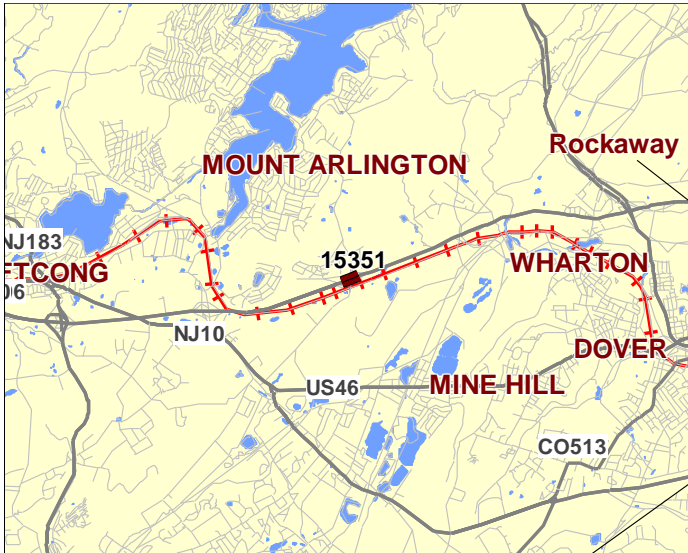 Rockaway
MOUNT ARLINGTON
NJ183
FTCONG
06
15351
WHARTON
NJ10
DOVER
US46
MINE HILL
CO513